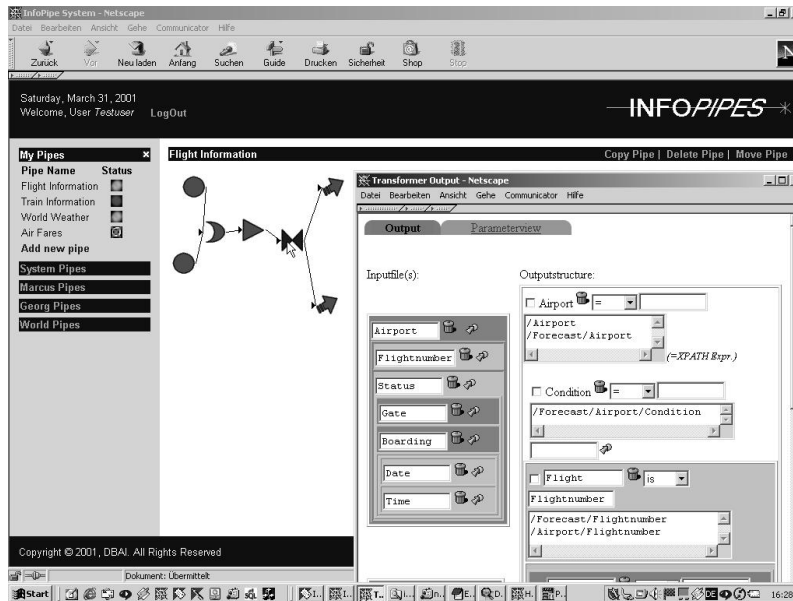 InfoPipe System - Netscape
Datei Bearbeiten Ansicht Gehe Communicator Hilfe
Zurück Vor Neu laden Anfang Suchen Guide Drucken Sicherheit Shop Stop
N
Saturday, March 31, 2001
Welcome, User Testuser LogOut
INFOPIPES
My Pipes x
Pipe Name Status
Flight Information
Train Information
World Weather
Air Fares
Add new pipe
System Pipes
Marcus Pipes
Georg Pipes
World Pipes
Flight Information
Copy Pipe | Delete Pipe | Move Pipe
Transformer Output - Netscape
Datei Bearbeiten Ansicht Gehe Communicator Hilfe
Output Parameterview
Inputfile(s):
Airport
Flightnumber
Status
Gate
Boarding
Date
Time
Outputstructure:
Airport =
/Airport
/Forecast/Airport
(=XPATH Expr.)
Condition =
/Forecast/Airport/Condition
Flight is
Flightnumber
/Forecast/Flightnumber
/Airport/Flightnumber
Copyright © 2001, DBAI. All Rights Reserved
Dokument: Übermittelt
Start I.. I.. T.. I.. n.. E.. D.. H.. P.. DE 16:28